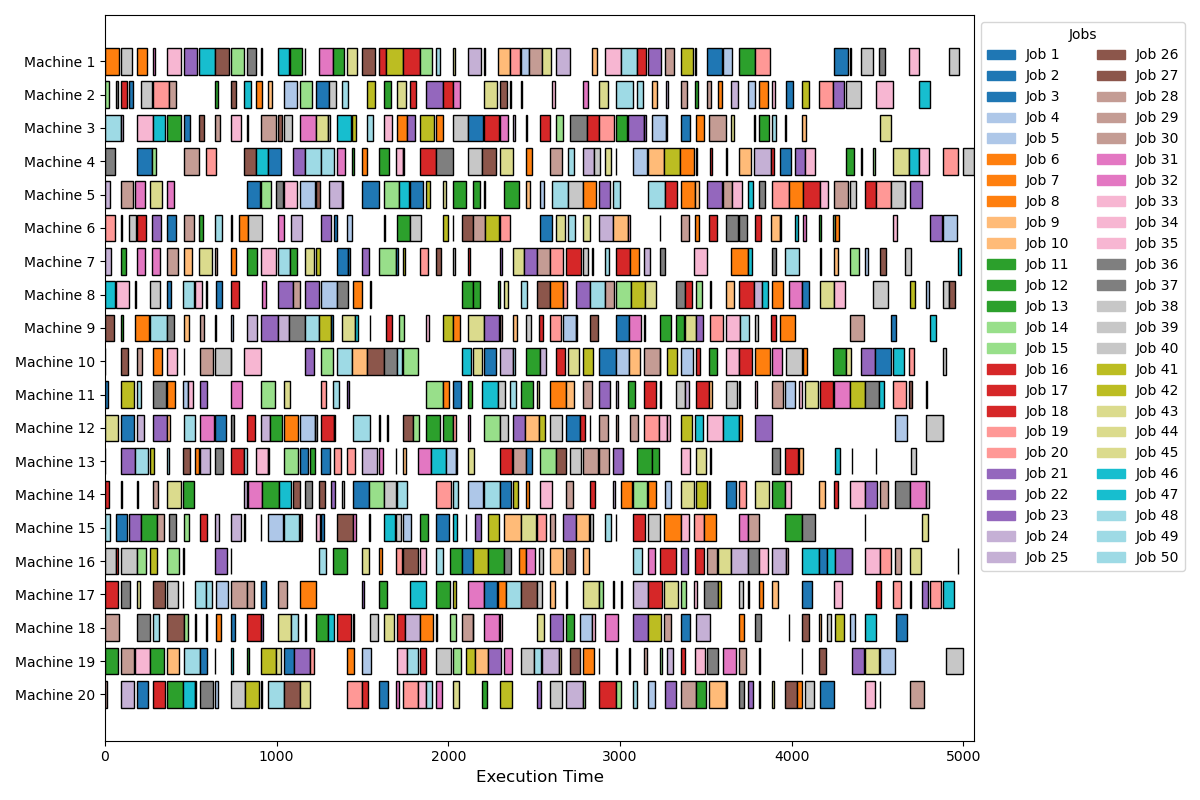 Machine 1
Machine 2
Machine 3
Machine 4
Machine 5
Machine 6
Machine 7
Machine 8
Machine 9
Machine 10
Machine 11
Machine 12
Machine 13
Machine 14
Machine 15
Machine 16
Machine 17
Machine 18
Machine 19
Machine 20
0 1000 2000 3000 4000 5000
Execution Time
Jobs
Job 1
Job 2
Job 3
Job 4
Job 5
Job 6
Job 7
Job 8
Job 9
Job 10
Job 11
Job 12
Job 13
Job 14
Job 15
Job 16
Job 17
Job 18
Job 19
Job 20
Job 21
Job 22
Job 23
Job 24
Job 25
Job 26
Job 27
Job 28
Job 29
Job 30
Job 31
Job 32
Job 33
Job 34
Job 35
Job 36
Job 37
Job 38
Job 39
Job 40
Job 41
Job 42
Job 43
Job 44
Job 45
Job 46
Job 47
Job 48
Job 49
Job 50